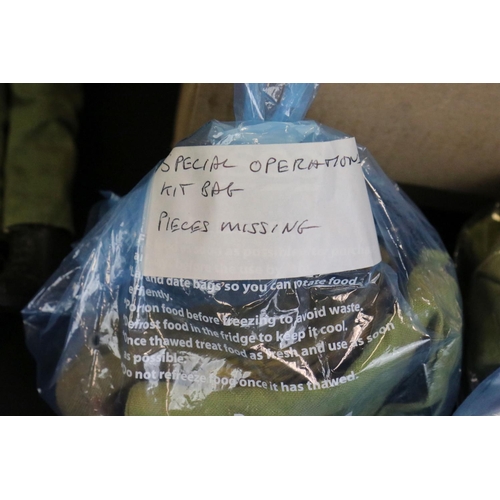 SPECIAL OPERATION
KIT BAG
PIECES MISSING
and date bags so you can rotate food
efficiently.
Portion food before freezing to avoid waste.
Defrost food in the fridge to keep it cool.
Once thawed treat food as fresh and use as soon
as possible.
Do not refreeze food once it has thawed.